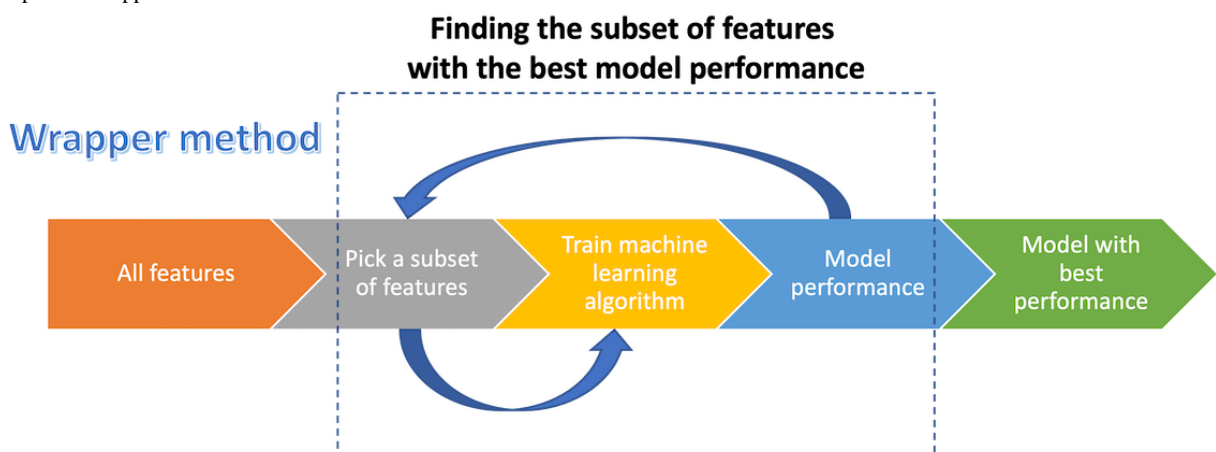 Finding the subset of features
with the best model performance
Wrapper method
All features
Pick a subset
of features
Train machine
learning
algorithm
Model
performance
Model with
best
performance